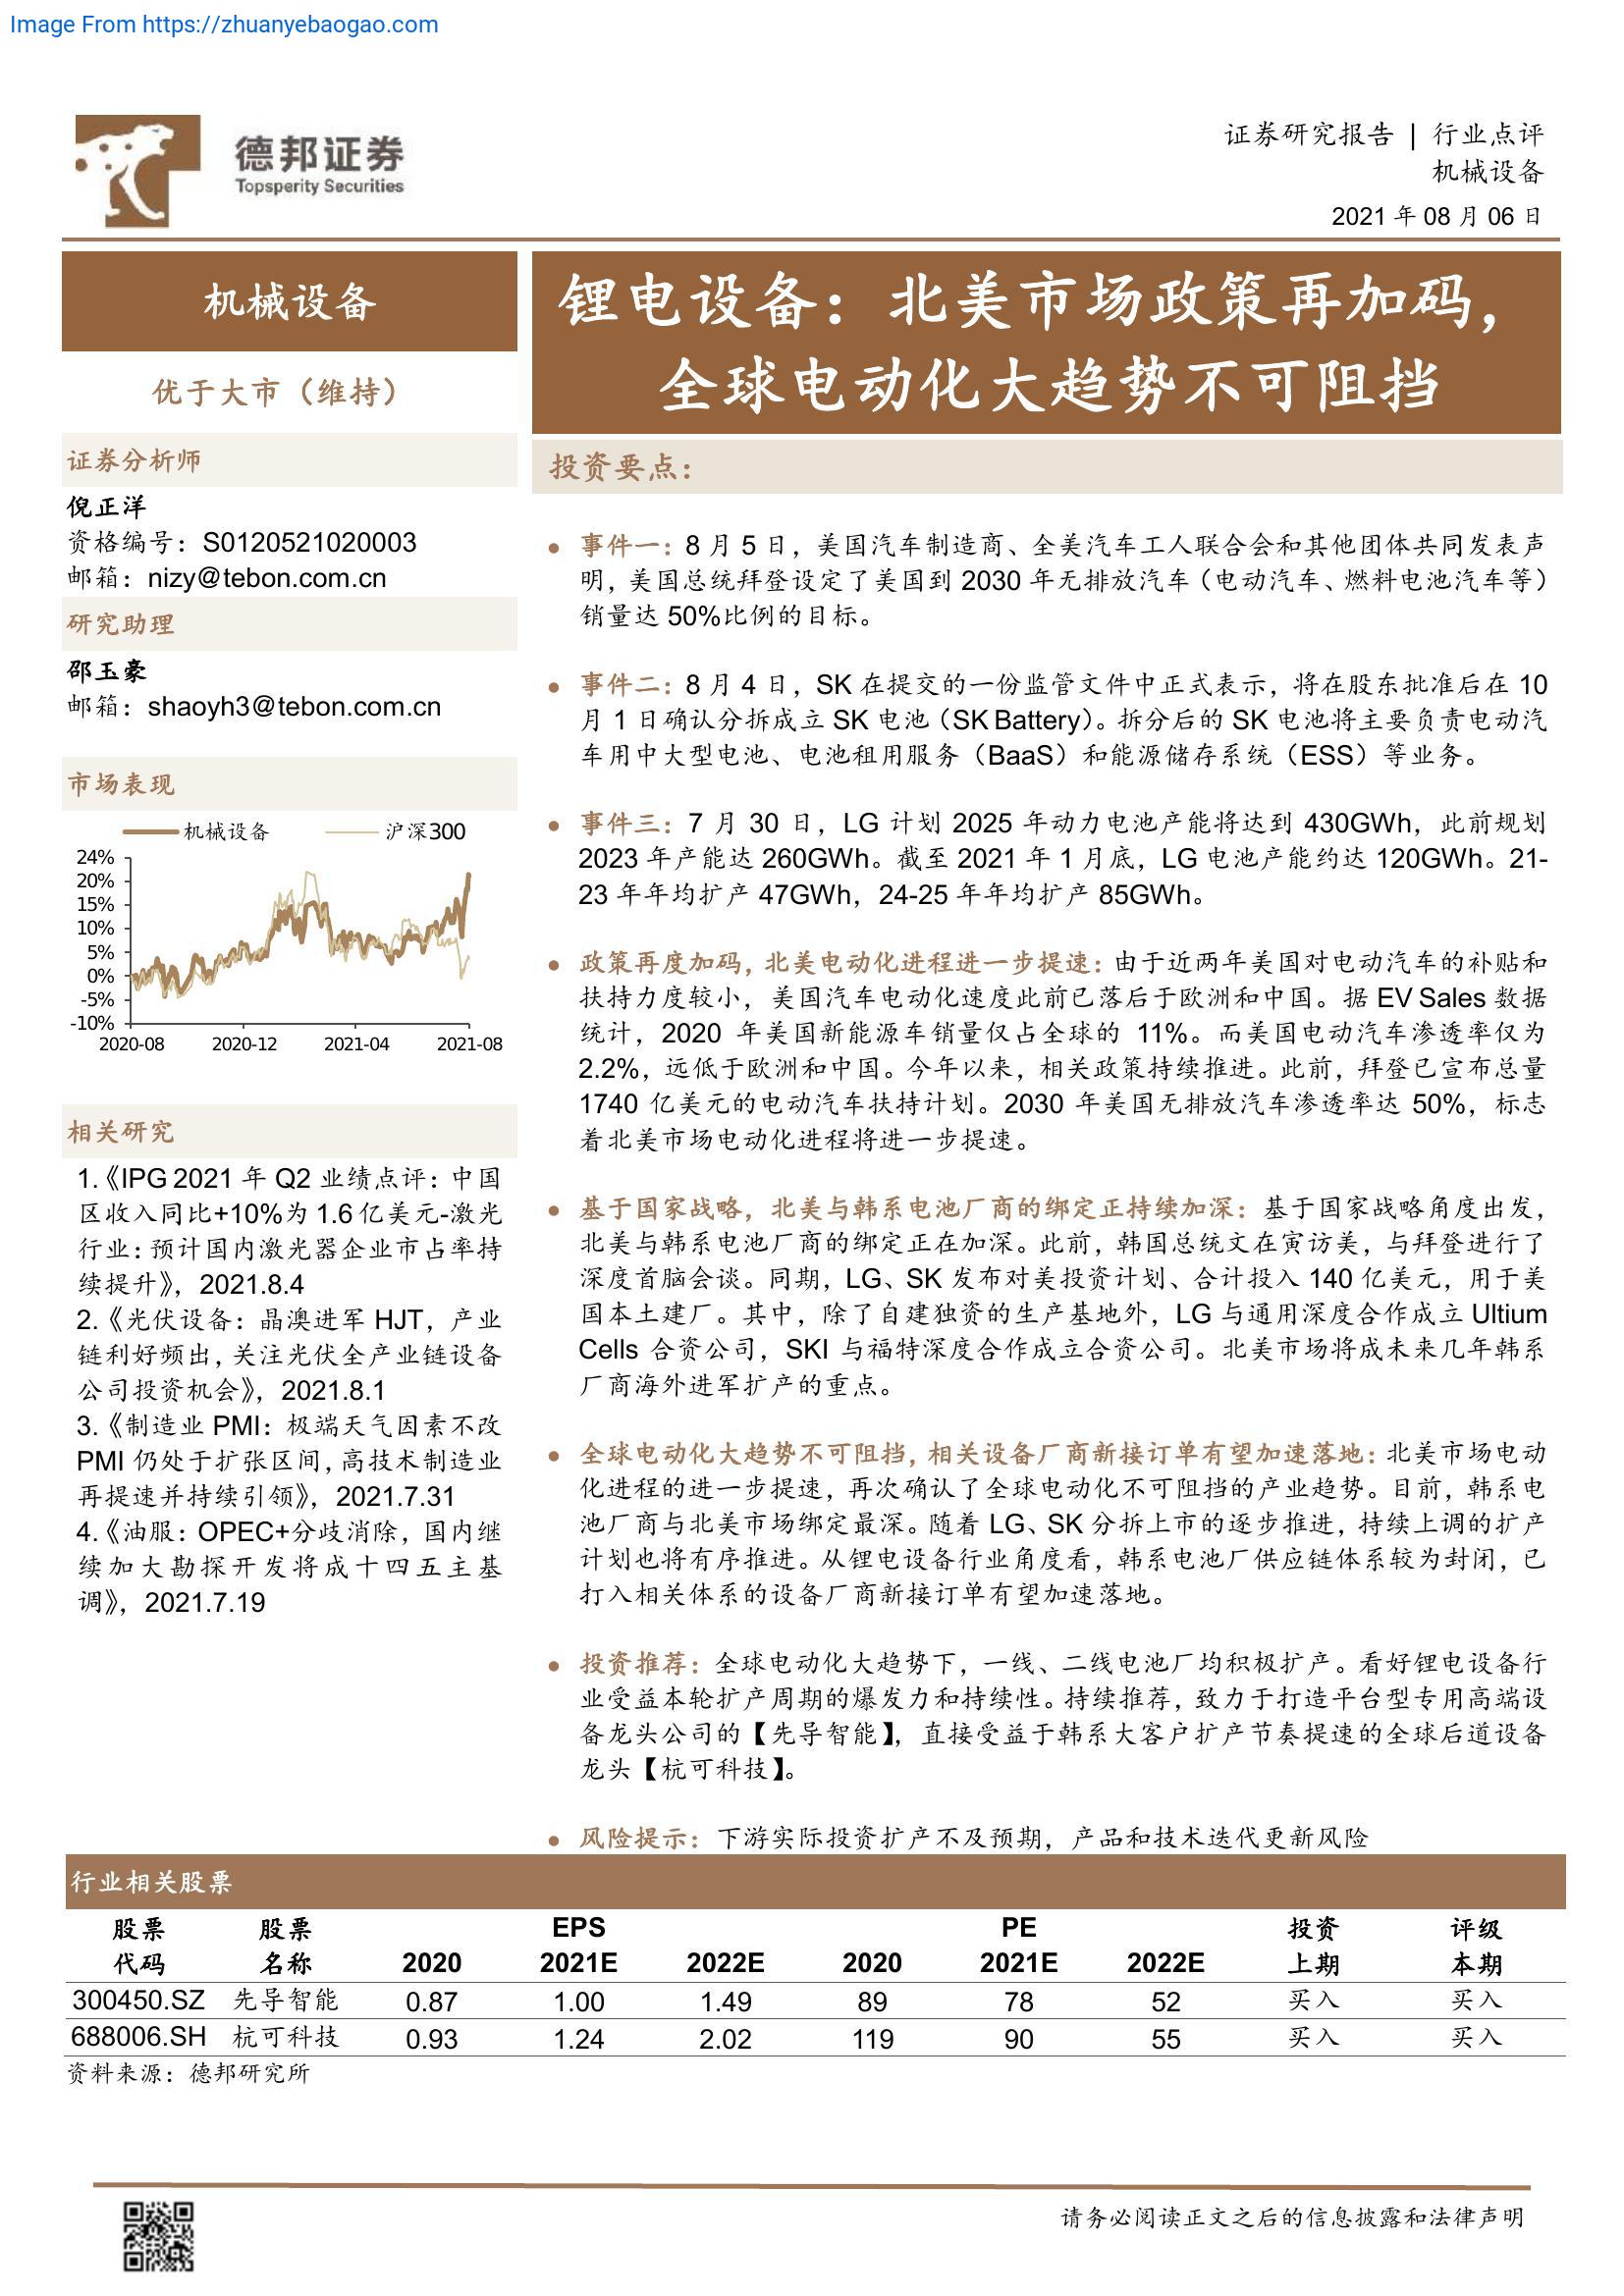 Image From https://zhuanyebaogao.com
德邦证券
Topsperity Securities
证券研究报告 | 行业点评
机械设备
2021 年 08 月 06 日
机械设备
优于大市（维持）
证券分析师
倪正洋
资格编号：S0120521020003
邮箱：nizy@tebon.com.cn
研究助理
邵玉豪
邮箱：shaoyh3@tebon.com.cn
市场表现
机械设备 沪深300
24%
20%
15%
10%
5%
0%
-5%
-10%
2020-08 2020-12 2021-04 2021-08
相关研究
1.《IPG 2021 年 Q2 业绩点评：中国
区收入同比+10%为 1.6 亿美元-激光
行业：预计国内激光器企业市占率持
续提升》，2021.8.4
2.《光伏设备：晶澳进军 HJT，产业
链利好频出，关注光伏全产业链设备
公司投资机会》，2021.8.1
3.《制造业 PMI：极端天气因素不改
PMI 仍处于扩张区间，高技术制造业
再提速并持续引领》，2021.7.31
4.《油服：OPEC+分歧消除，国内继
续加大勘探开发将成十四五主基
调》，2021.7.19
锂电设备：北美市场政策再加码，
全球电动化大趋势不可阻挡
投资要点：
● 事件一：8 月 5 日，美国汽车制造商、全美汽车工人联合会和其他团体共同发表声
明，美国总统拜登设定了美国到 2030 年无排放汽车（电动汽车、燃料电池汽车等）
销量达 50%比例的目标。
● 事件二：8 月 4 日，SK 在提交的一份监管文件中正式表示，将在股东批准后在 10
月 1 日确认分拆成立 SK 电池（SK Battery）。拆分后的 SK 电池将主要负责电动汽
车用中大型电池、电池租用服务（BaaS）和能源储存系统（ESS）等业务。
● 事件三：7 月 30 日，LG 计划 2025 年动力电池产能将达到 430GWh，此前规划
2023 年产能达 260GWh。截至 2021 年 1 月底，LG 电池产能约达 120GWh。21-
23 年年均扩产 47GWh，24-25 年年均扩产 85GWh。
● 政策再度加码，北美电动化进程进一步提速：由于近两年美国对电动汽车的补贴和
扶持力度较小，美国汽车电动化速度此前已落后于欧洲和中国。据 EV Sales 数据
统计，2020 年美国新能源车销量仅占全球的 11%。而美国电动汽车渗透率仅为
2.2%，远低于欧洲和中国。今年以来，相关政策持续推进。此前，拜登已宣布总量
1740 亿美元的电动汽车扶持计划。2030 年美国无排放汽车渗透率达 50%，标志
着北美市场电动化进程将进一步提速。
● 基于国家战略，北美与韩系电池厂商的绑定正持续加深：基于国家战略角度出发，
北美与韩系电池厂商的绑定正在加深。此前，韩国总统文在寅访美，与拜登进行了
深度首脑会谈。同期，LG、SK 发布对美投资计划、合计投入 140 亿美元，用于美
国本土建厂。其中，除了自建独资的生产基地外，LG 与通用深度合作成立 Ultium
Cells 合资公司，SKI 与福特深度合作成立合资公司。北美市场将成未来几年韩系
厂商海外进军扩产的重点。
● 全球电动化大趋势不可阻挡，相关设备厂商新接订单有望加速落地：北美市场电动
化进程的进一步提速，再次确认了全球电动化不可阻挡的产业趋势。目前，韩系电
池厂商与北美市场绑定最深。随着 LG、SK 分拆上市的逐步推进，持续上调的扩产
计划也将有序推进。从锂电设备行业角度看，韩系电池厂供应链体系较为封闭，已
打入相关体系的设备厂商新接订单有望加速落地。
● 投资推荐：全球电动化大趋势下，一线、二线电池厂均积极扩产。看好锂电设备行
业受益本轮扩产周期的爆发力和持续性。持续推荐，致力于打造平台型专用高端设
备龙头公司的【先导智能】，直接受益于韩系大客户扩产节奏提速的全球后道设备
龙头【杭可科技】。
● 风险提示：下游实际投资扩产不及预期，产品和技术迭代更新风险
行业相关股票
股票 股票 EPS PE 投资 评级
代码 名称 2020 2021E 2022E 2020 2021E 2022E 上期 本期
300450.SZ 先导智能 0.87 1.00 1.49 89 78 52 买入 买入
688006.SH 杭可科技 0.93 1.24 2.02 119 90 55 买入 买入
资料来源：德邦研究所
请务必阅读正文之后的信息披露和法律声明